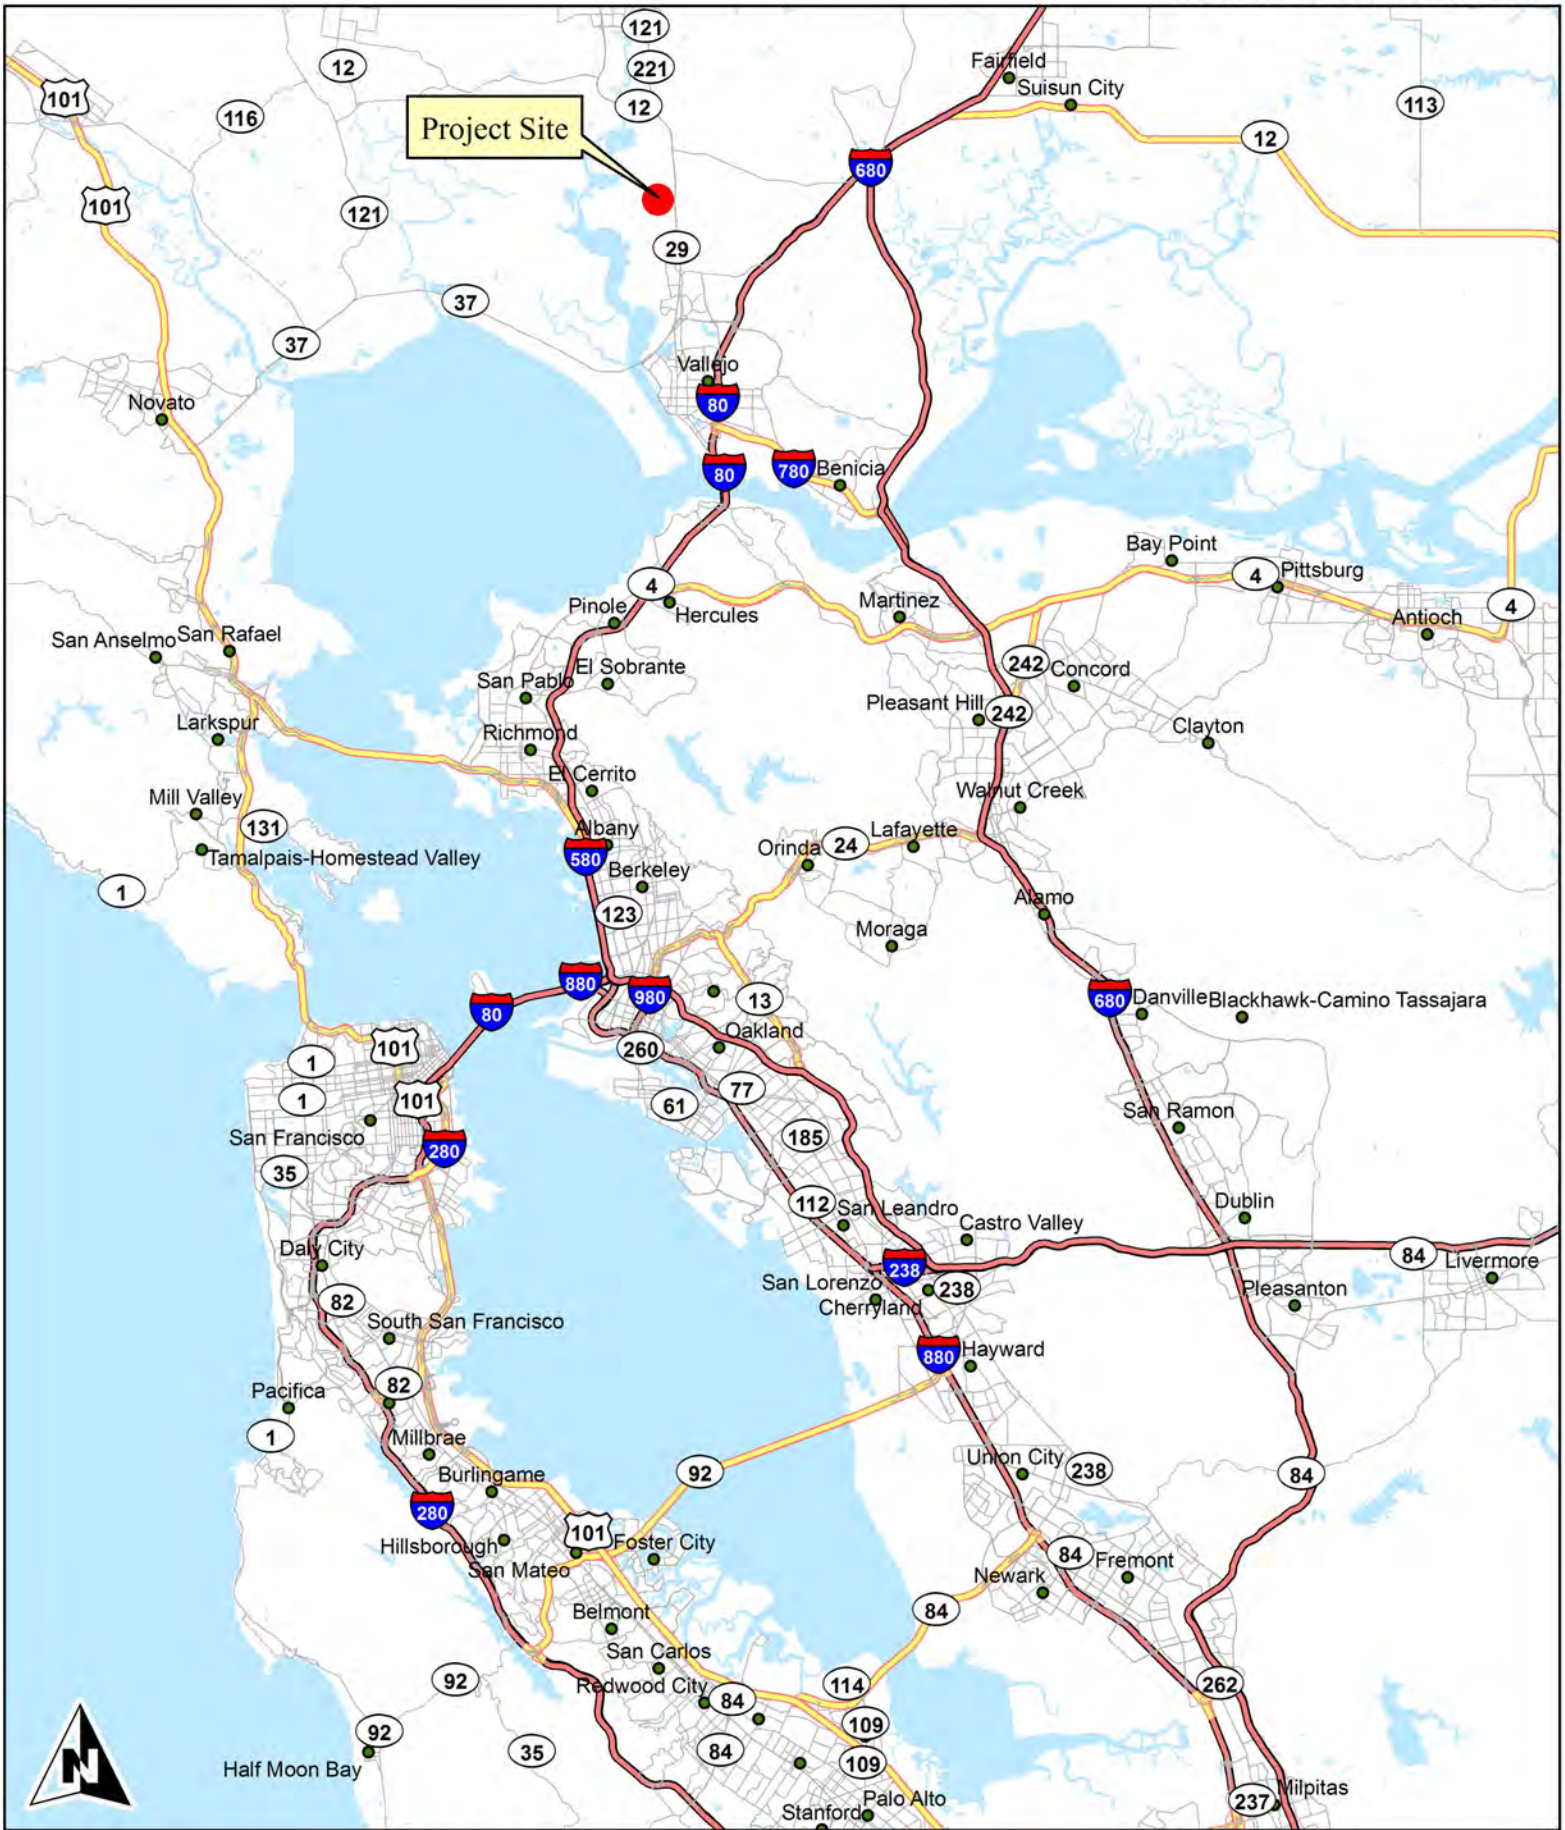 121
12
221
Fairfield
Suisun City
101
12
113
116
Project Site
12
680
101
121
29
37
37
Vallejo
80
Novato
80
780
Benicia
Bay Point
4
4
Pittsburg
Pinole
Hercules
Martinez
4
Antioch
San Anselmo
San Rafael
El Sobrante
242
Concord
San Pablo
Pleasant Hill
242
Larkspur
Richmond
Clayton
El Cerrito
Mill Valley
Walnut Creek
131
Albany
Orinda
24
Lafayette
580
Tamalpais-Homestead Valley
Berkeley
1
123
Alamo
Moraga
880
980
13
680
Danville
Blackhawk-Camino Tassajara
80
Oakland
101
260
1
77
1
101
61
San Ramon
San Francisco
185
280
35
112
San Leandro
Dublin
Castro Valley
Daly City
238
84
Livermore
San Lorenzo
238
Pleasanton
82
Cherryland
South San Francisco
880
Hayward
82
Pacifica
1
Millbrae
Union City
238
Burlingame
92
84
280
101
Foster City
Hillsborough
San Mateo
84
Fremont
Newark
84
Belmont
San Carlos
92
Redwood City
114
262
84
92
109
35
84
109
Half Moon Bay
N
237
Milpitas
Palo Alto
Stanford